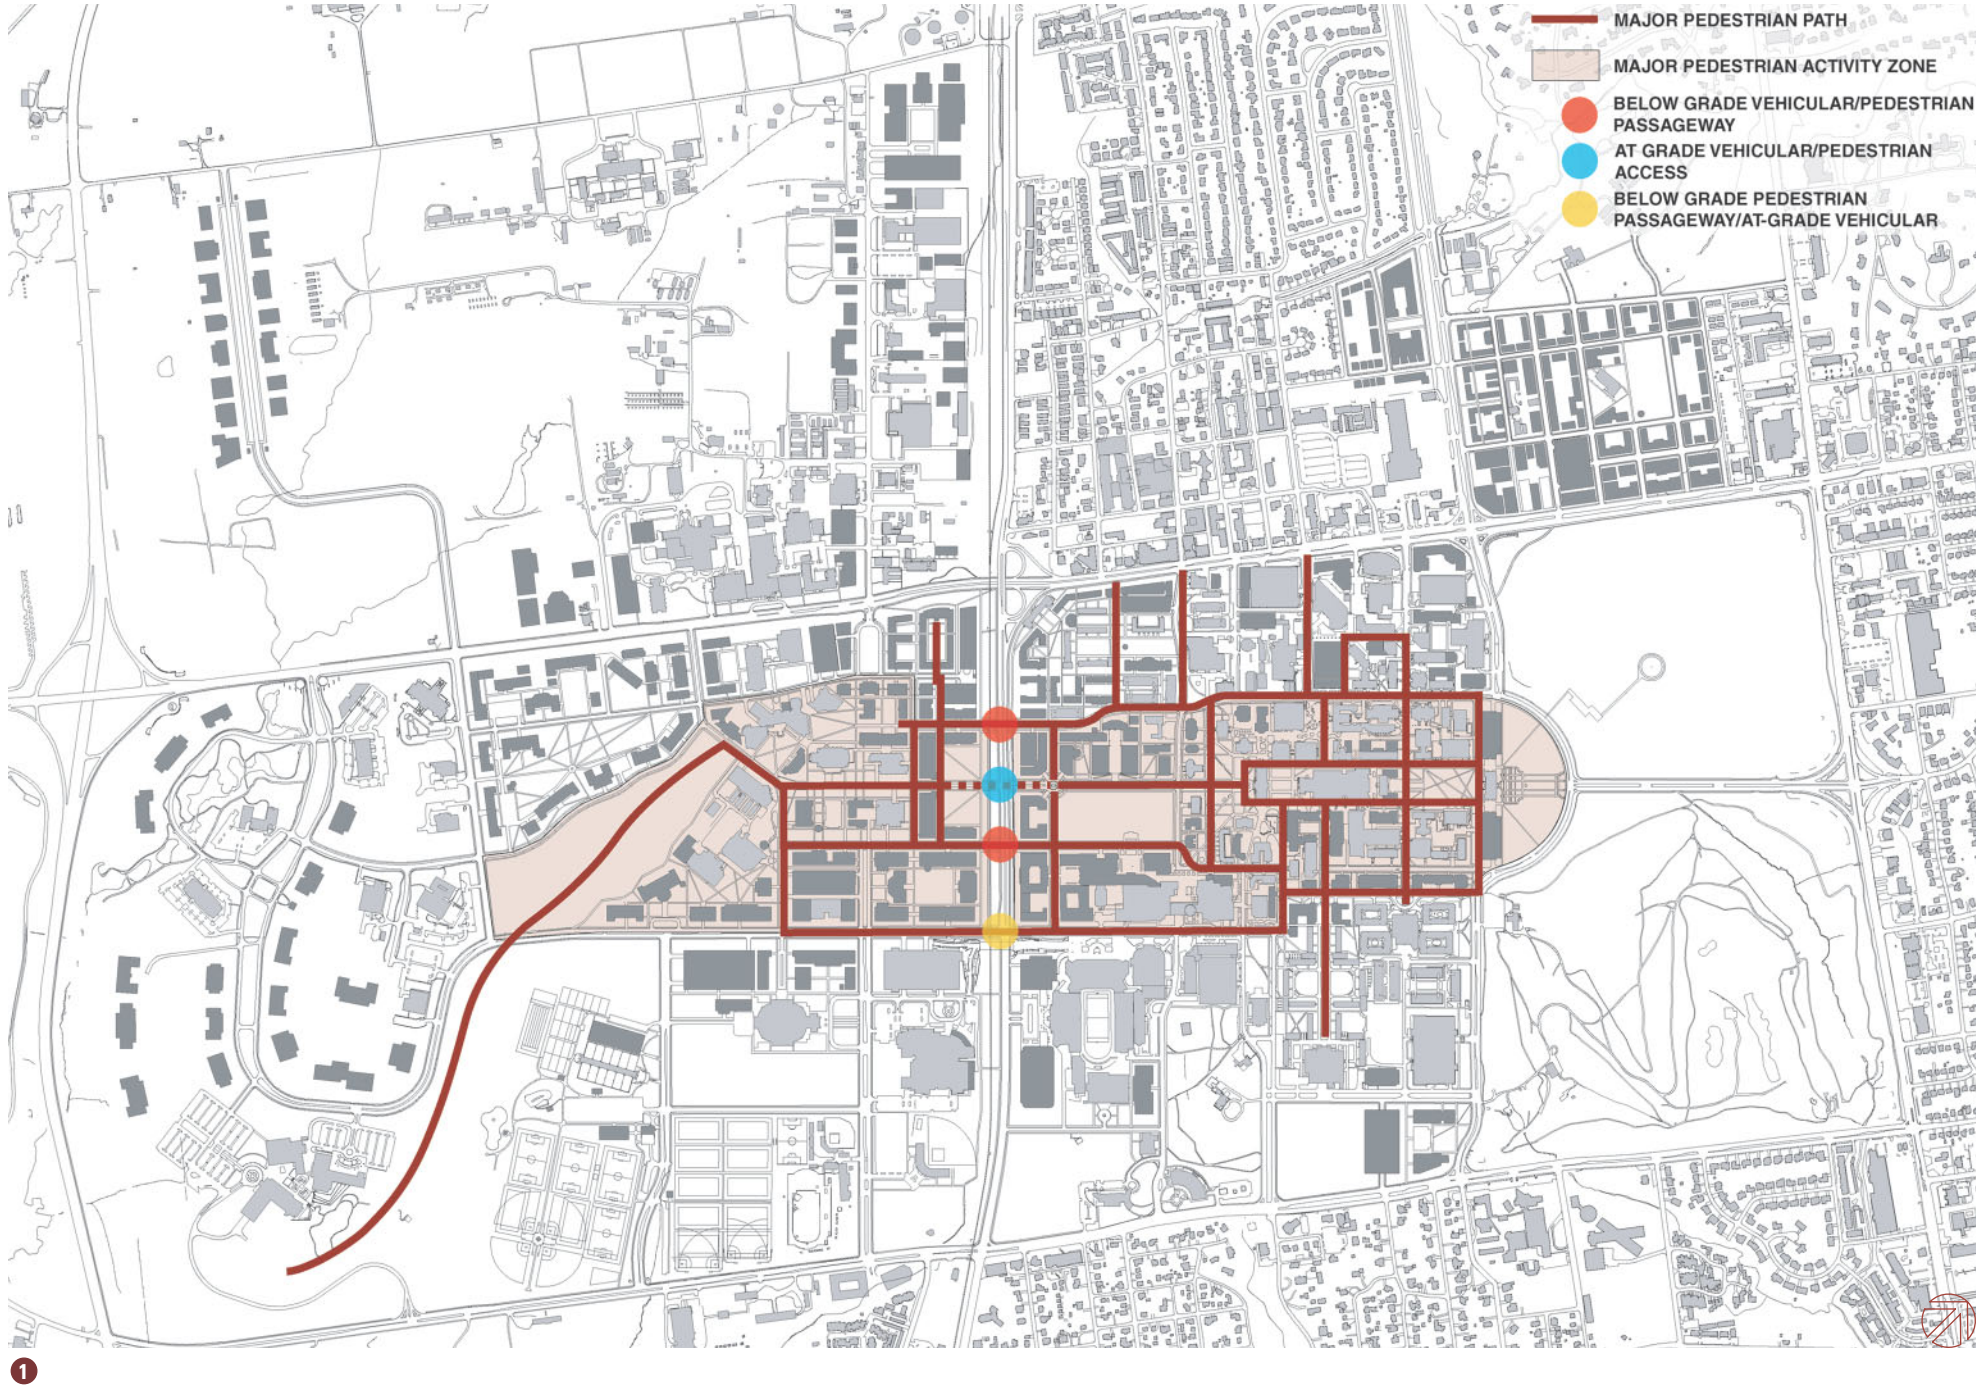 MAJOR PEDESTRIAN PATH
MAJOR PEDESTRIAN ACTIVITY ZONE
BELOW GRADE VEHICULAR/PEDESTRIAN
PASSAGEWAY
AT GRADE VEHICULAR/PEDESTRIAN
ACCESS
BELOW GRADE PEDESTRIAN
PASSAGEWAY/AT-GRADE VEHICULAR
1